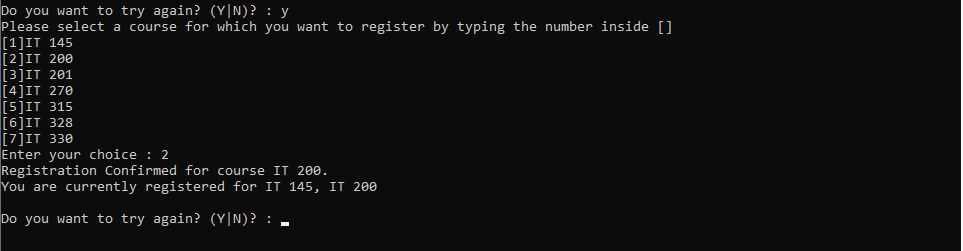 Do you want to try again? (Y|N)? : y
Please select a course for which you want to register by typing the number inside []
[1]IT 145
[2]IT 200
[3]IT 201
[4]IT 270
[5]IT 315
[6]IT 328
[7]IT 330
Enter your choice : 2
Registration Confirmed for course IT 200.
You are currently registered for IT 145, IT 200
Do you want to try again? (Y|N)? :